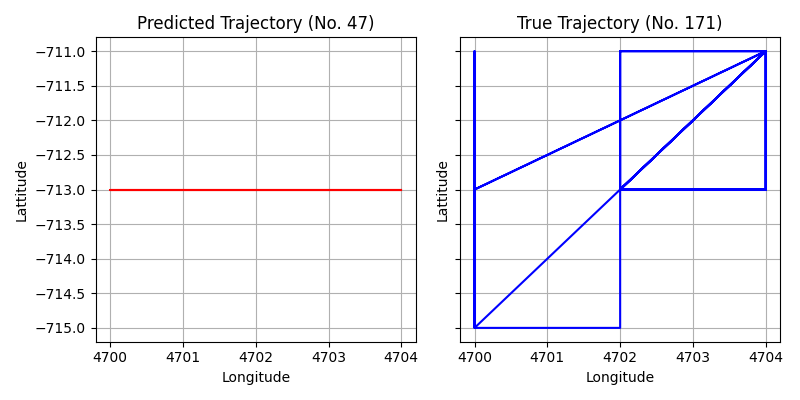 Predicted Trajectory (No. 47)
−711.0
−711.5
−712.0
−712.5
−713.0
−713.5
−714.0
−714.5
−715.0
Lattitude
4700 4701 4702 4703 4704
Longitude
True Trajectory (No. 171)
Lattitude
4700 4701 4702 4703 4704
Longitude